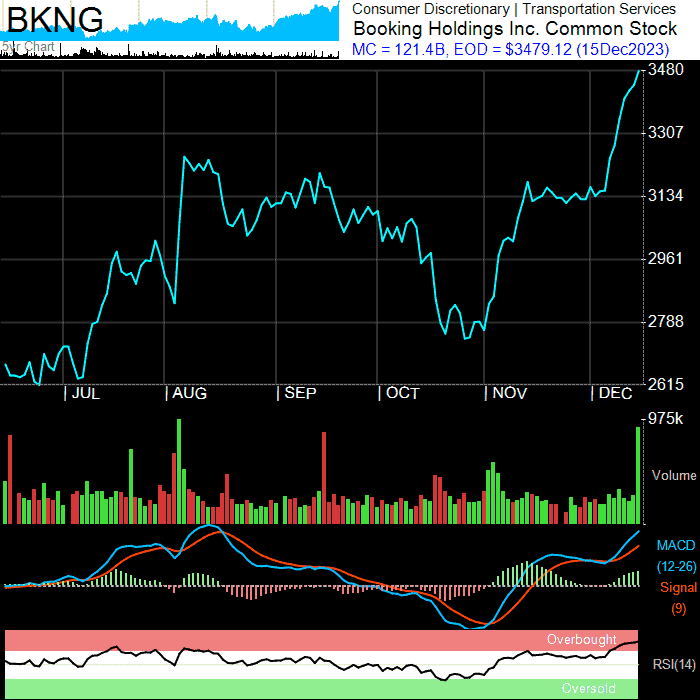 BKNG
5yr Chart
Consumer Discretionary | Transportation Services
Booking Holdings Inc. Common Stock
MC = 121.4B, EOD = $3479.12 (15Dec2023)
3480
3307
3134
2961
2788
2615
| JUL | AUG | SEP | OCT | NOV | DEC
975k
Volume
MACD
(12-26)
Signal
(9)
Overbought
RSI(14)
Oversold